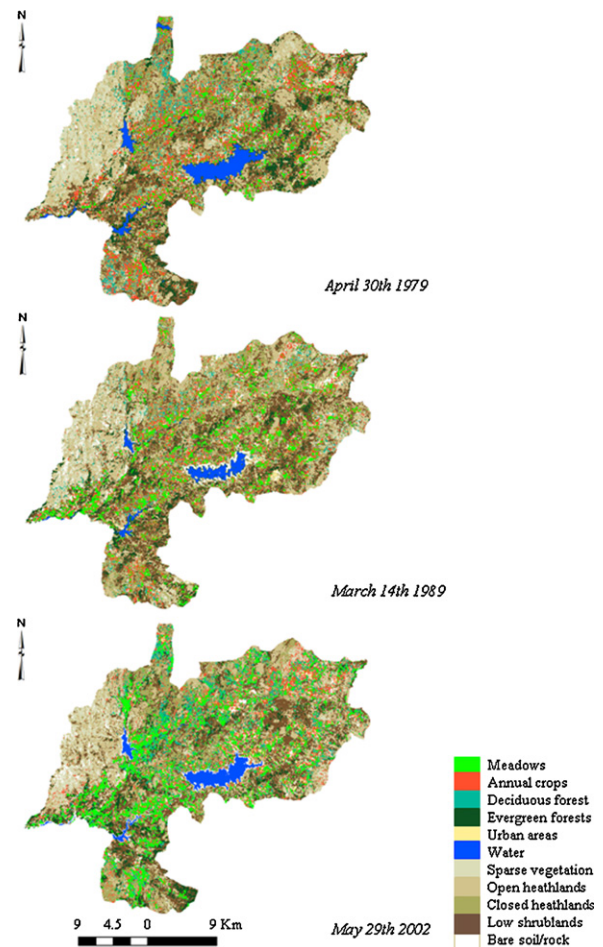 N
April 30th 1979
N
March 14th 1989
N
Meadows
Annual crops
Deciduous forest
Evergreen forests
Urban areas
Water
Sparse vegetation
Open heathlands
Closed heathlands
Low shrublands
Bare soil/rock
9 4.5 0 9 Km
May 29th 2002